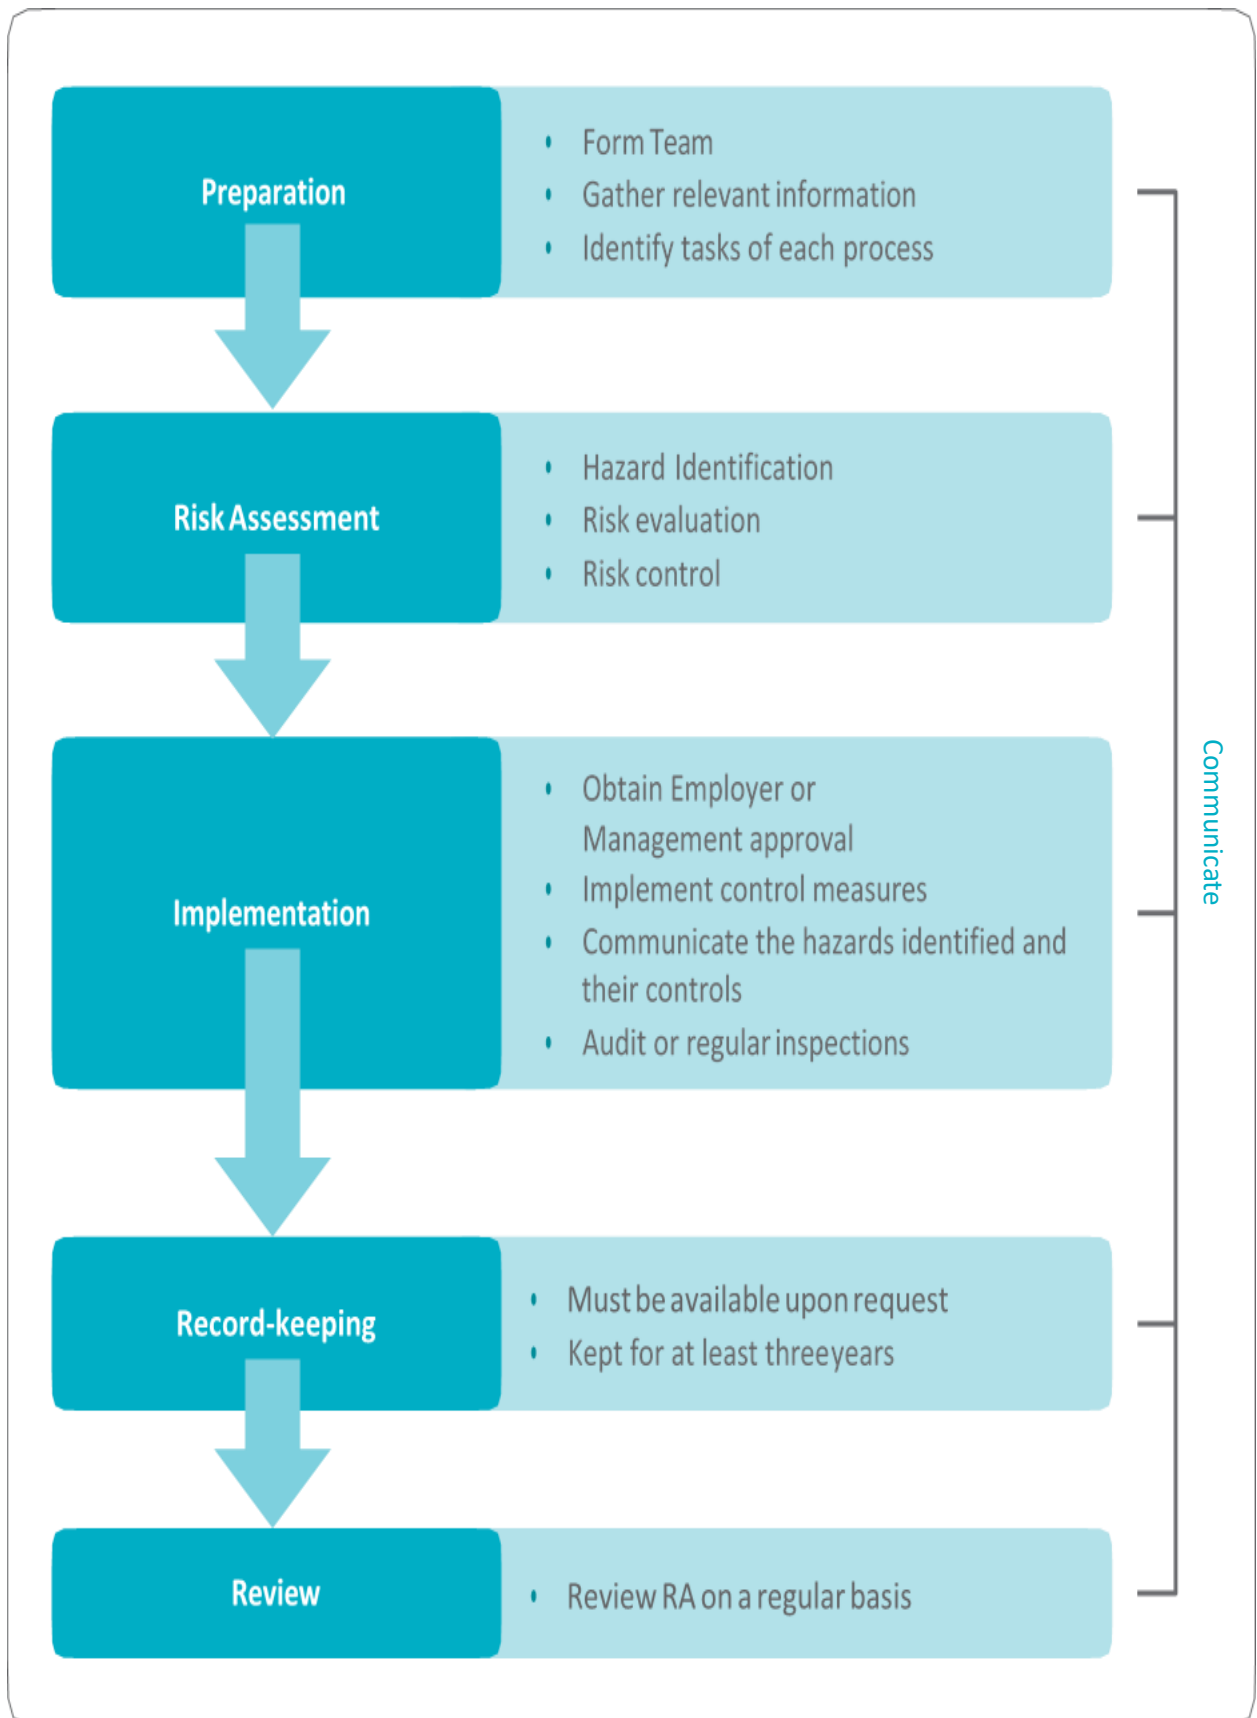 Preparation
• Form Team
• Gather relevant information
• Identify tasks of each process
Risk Assessment
• Hazard Identification
• Risk evaluation
• Risk control
Implementation
• Obtain Employer or
Management approval
• Implement control measures
• Communicate the hazards identified and
their controls
• Audit or regular inspections
Record-keeping
• Must be available upon request
• Kept for at least threeyears
Review
• Review RA on a regular basis
Communicate